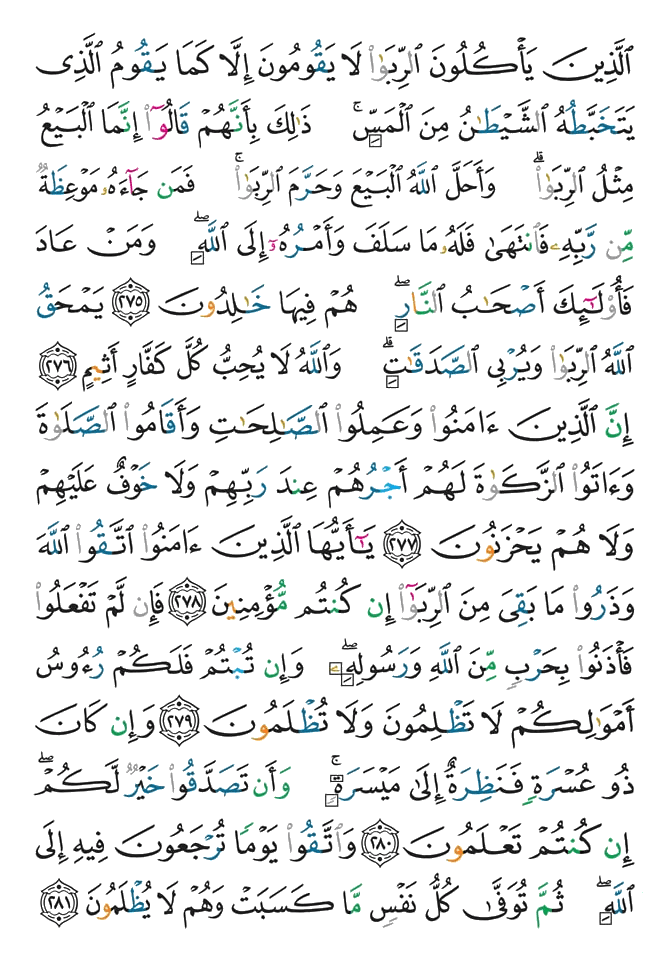 ٱلَّذِينَ يَأْكُلُونَ ٱلرِّبَوٰا۟ لَا يَقُومُونَ إِلَّا كَمَا يَقُومُ ٱلَّذِى
يَتَخَبَّطُهُ ٱلشَّيْطَـٰنُ مِنَ ٱلْمَسِّ ۚ ذَٰلِكَ بِأَنَّهُمْ قَالُوٓا۟ إِنَّمَا ٱلْبَيْعُ
مِثْلُ ٱلرِّبَوٰا۟ ۗ وَأَحَلَّ ٱللَّهُ ٱلْبَيْعَ وَحَرَّمَ ٱلرِّبَوٰا۟ ۚ فَمَن جَآءَهُۥ مَوْعِظَةٌ
مِّن رَّبِّهِۦ فَٱنتَهَىٰ فَلَهُۥ مَا سَلَفَ وَأَمْرُهُۥٓ إِلَى ٱللَّهِ ۖ وَمَنْ عَادَ
فَأُو۟لَـٰٓئِكَ أَصْحَـٰبُ ٱلنَّارِ ۖ هُمْ فِيهَا خَـٰلِدُونَ ٢٧٥ يَمْحَقُ
ٱللَّهُ ٱلرِّبَوٰا۟ وَيُرْبِى ٱلصَّدَقَـٰتِ ۗ وَٱللَّهُ لَا يُحِبُّ كُلَّ كَفَّارٍ أَثِيمٍ ٢٧٦
إِنَّ ٱلَّذِينَ ءَامَنُوا۟ وَعَمِلُوا۟ ٱلصَّـٰلِحَـٰتِ وَأَقَامُوا۟ ٱلصَّلَوٰةَ
وَءَاتَوُا۟ ٱلزَّكَوٰةَ لَهُمْ أَجْرُهُمْ عِندَ رَبِّهِمْ وَلَا خَوْفٌ عَلَيْهِمْ
وَلَا هُمْ يَحْزَنُونَ ٢٧٧ يَـٰٓأَيُّهَا ٱلَّذِينَ ءَامَنُوا۟ ٱتَّقُوا۟ ٱللَّهَ
وَذَرُوا۟ مَا بَقِىَ مِنَ ٱلرِّبَوٰٓا۟ إِن كُنتُم مُّؤْمِنِينَ ٢٧٨ فَإِن لَّمْ تَفْعَلُوا۟
فَأْذَنُوا۟ بِحَرْبٍ مِّنَ ٱللَّهِ وَرَسُولِهِۦ ۖ وَإِن تُبْتُمْ فَلَكُمْ رُءُوسُ
أَمْوَٰلِكُمْ لَا تَظْلِمُونَ وَلَا تُظْلَمُونَ ٢٧٩ وَإِن كَانَ
ذُو عُسْرَةٍ فَنَظِرَةٌ إِلَىٰ مَيْسَرَةٍ ۚ وَأَن تَصَدَّقُوا۟ خَيْرٌ لَّكُمْ ۖ
إِن كُنتُمْ تَعْلَمُونَ ٢٨٠ وَٱتَّقُوا۟ يَوْمًا تُرْجَعُونَ فِيهِ إِلَى
ٱللَّهِ ۖ ثُمَّ تُوَفَّىٰ كُلُّ نَفْسٍ مَّا كَسَبَتْ وَهُمْ لَا يُظْلَمُونَ ٢٨١